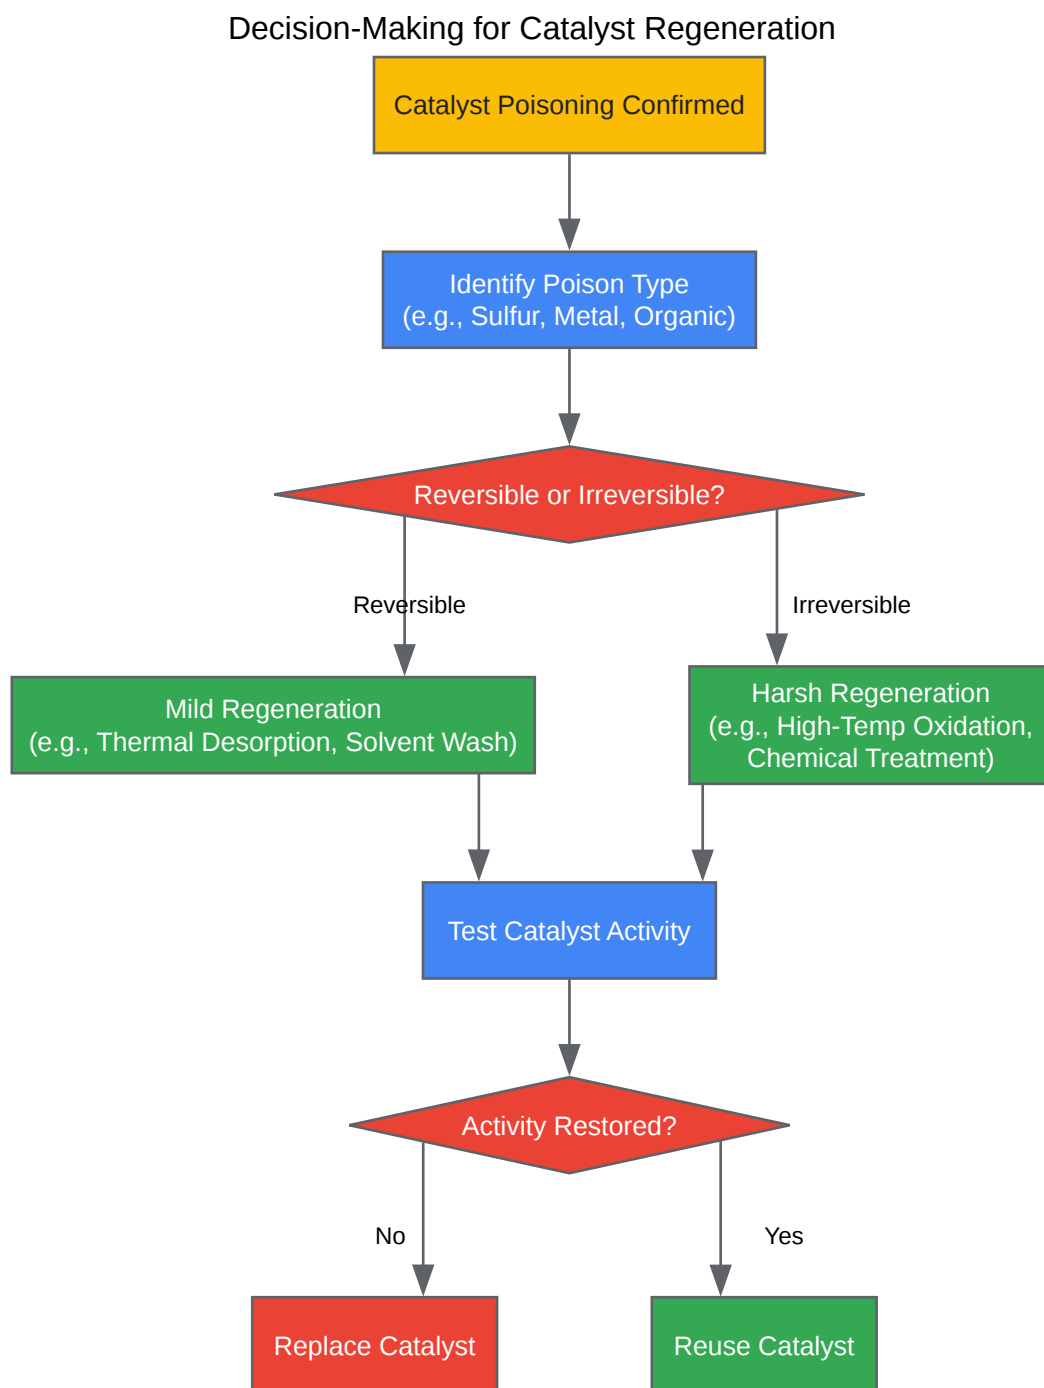 Decision-Making for Catalyst Regeneration
Catalyst Poisoning Confirmed
Identify Poison Type
(e.g., Sulfur, Metal, Organic)
Reversible or Irreversible?
Reversible
Irreversible
Mild Regeneration
(e.g., Thermal Desorption, Solvent Wash)
Harsh Regeneration
(e.g., High-Temp Oxidation,
Chemical Treatment)
Test Catalyst Activity
Activity Restored?
No
Yes
Replace Catalyst
Reuse Catalyst